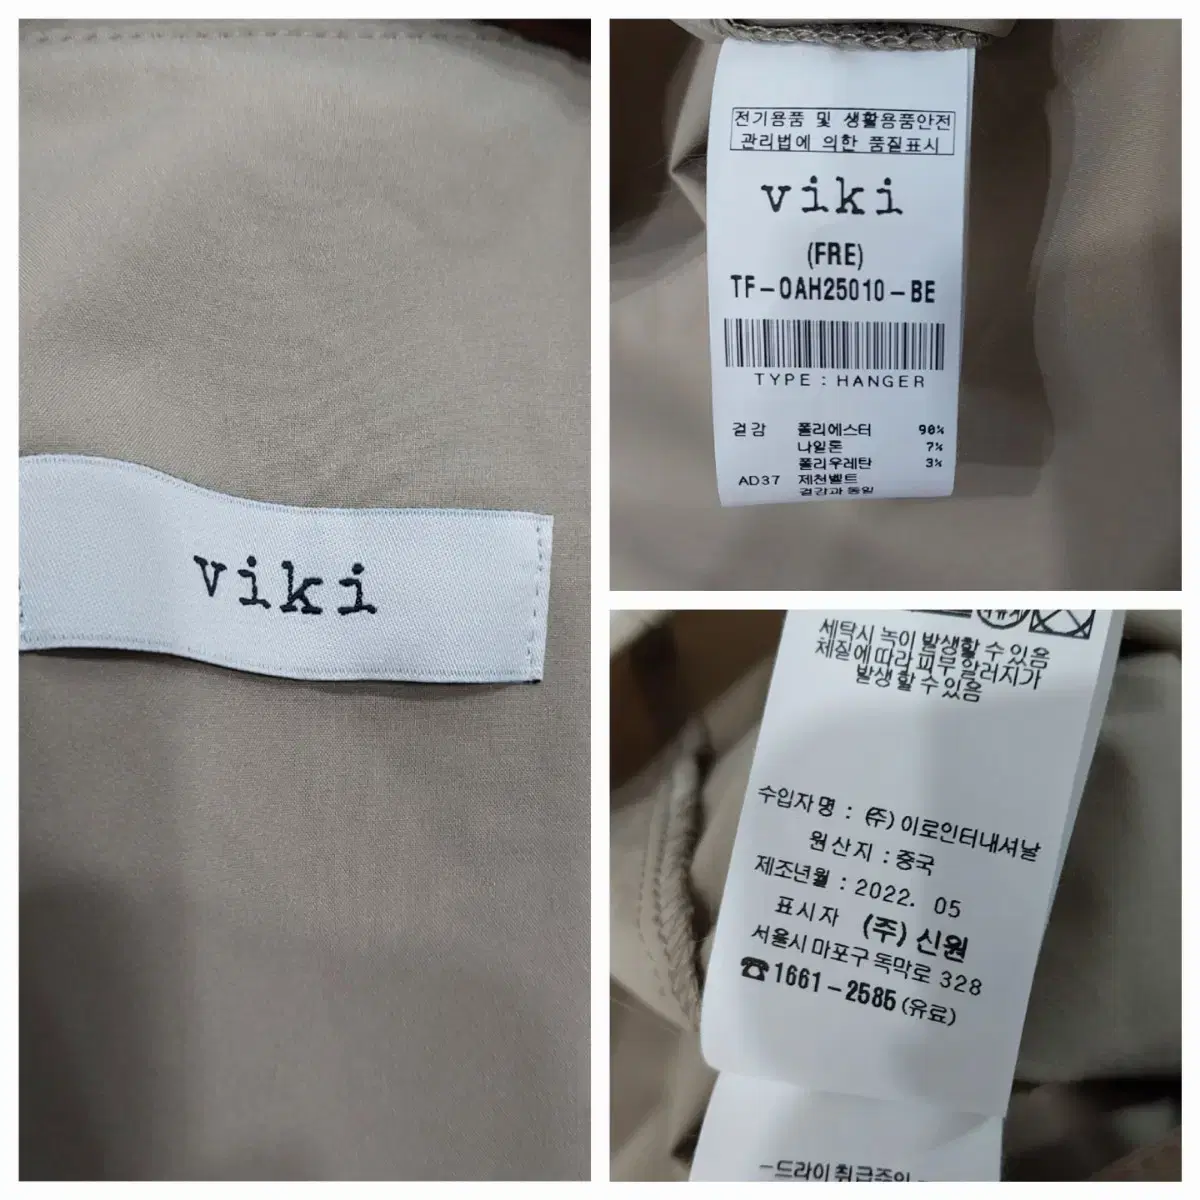 viki
전기용품 및 생활용품안전
관리법에 의한 품질표시
viki
(FRE)
TF-OAH25010-BE
TYPE : HANGER
겉감 폴리에스터 90%
나일론 7%
폴리우레탄 3%
AD37 제천벨트
겉감과 동일
세탁시 녹이 발생할 수 있음
체질에 따라 피부 알러지가
발생 할 수 있음
수입자명 : (주) 이로인터내셔날
원산지 : 중국
제조년월 : 2022. 05
표시자 (주) 신원
서울시 마포구 독막로 328
☎1661-2585 (유료)
-드라이취급주의